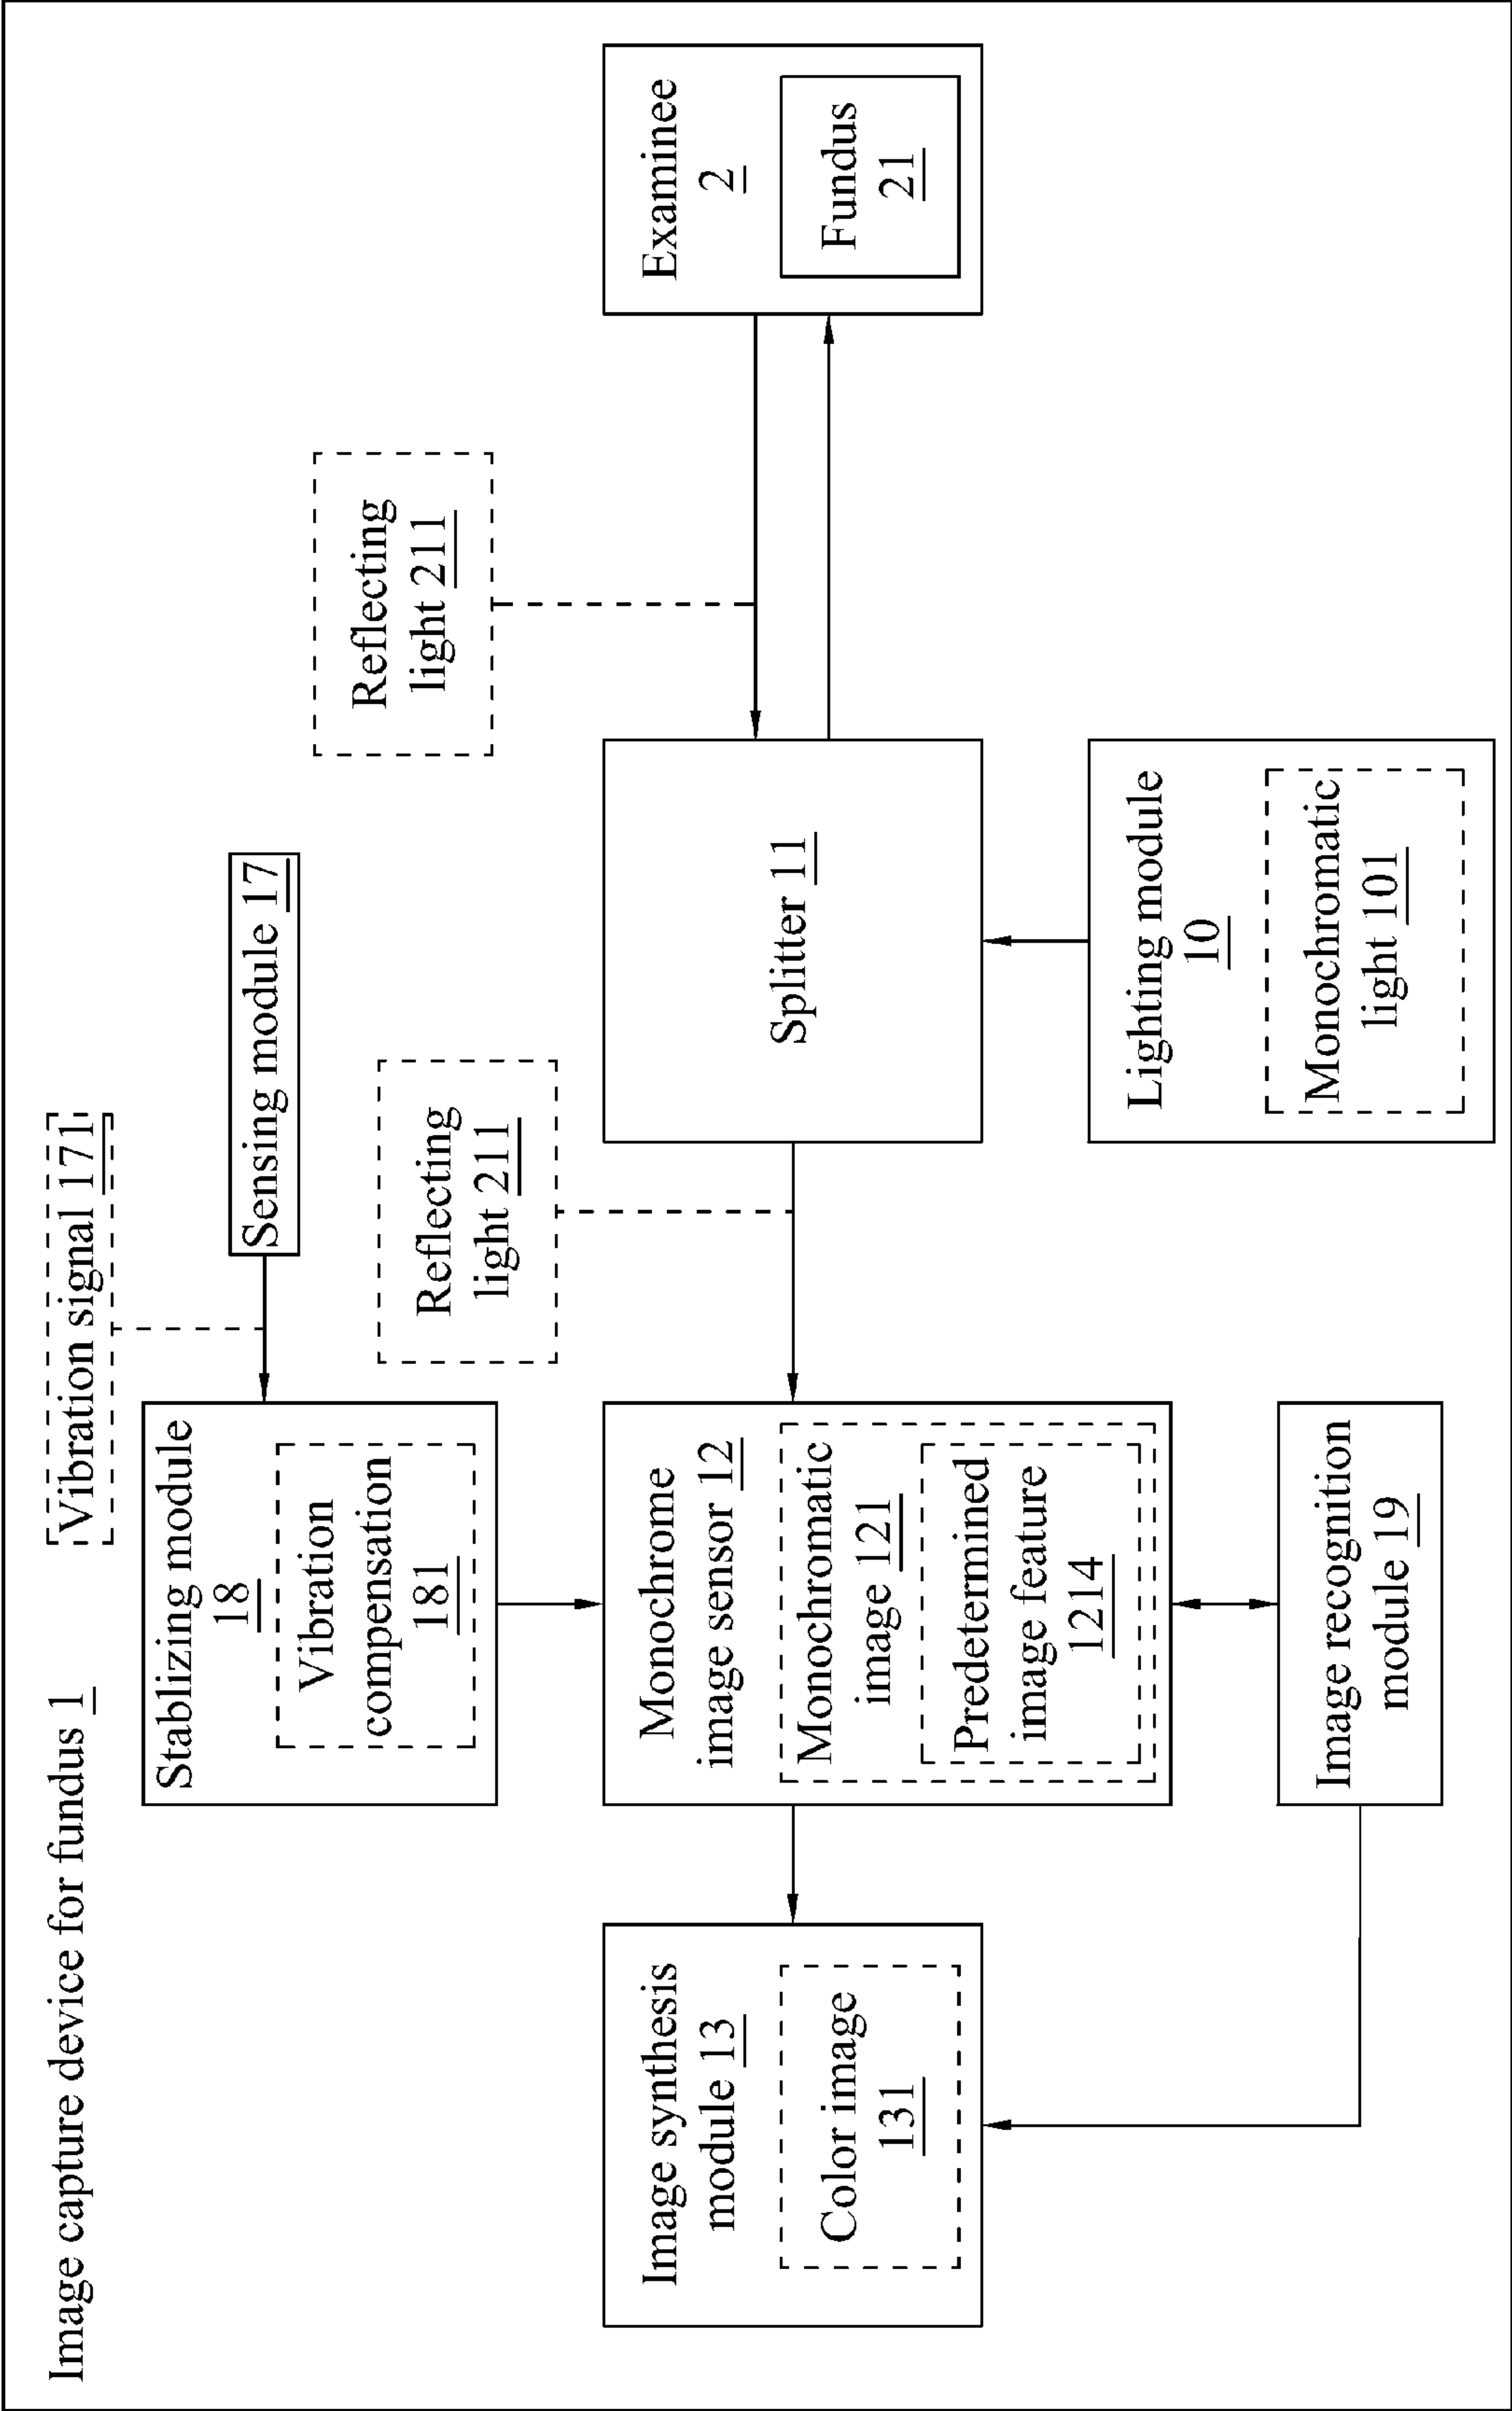 Image capture device for fundus 1
Vibration signal 171
Stablizing module
18
Vibration
compensation
181
Sensing module 17
Reflecting
light 211
Reflecting
light 211
Image synthesis
module 13
Color image
131
Monochrome
image sensor 12
Monochromatic
image 121
Predetermined
image feature
1214
Splitter 11
Examinee
2
Fundus
21
Image recognition
module 19
Lighting module
10
Monochromatic
light 101